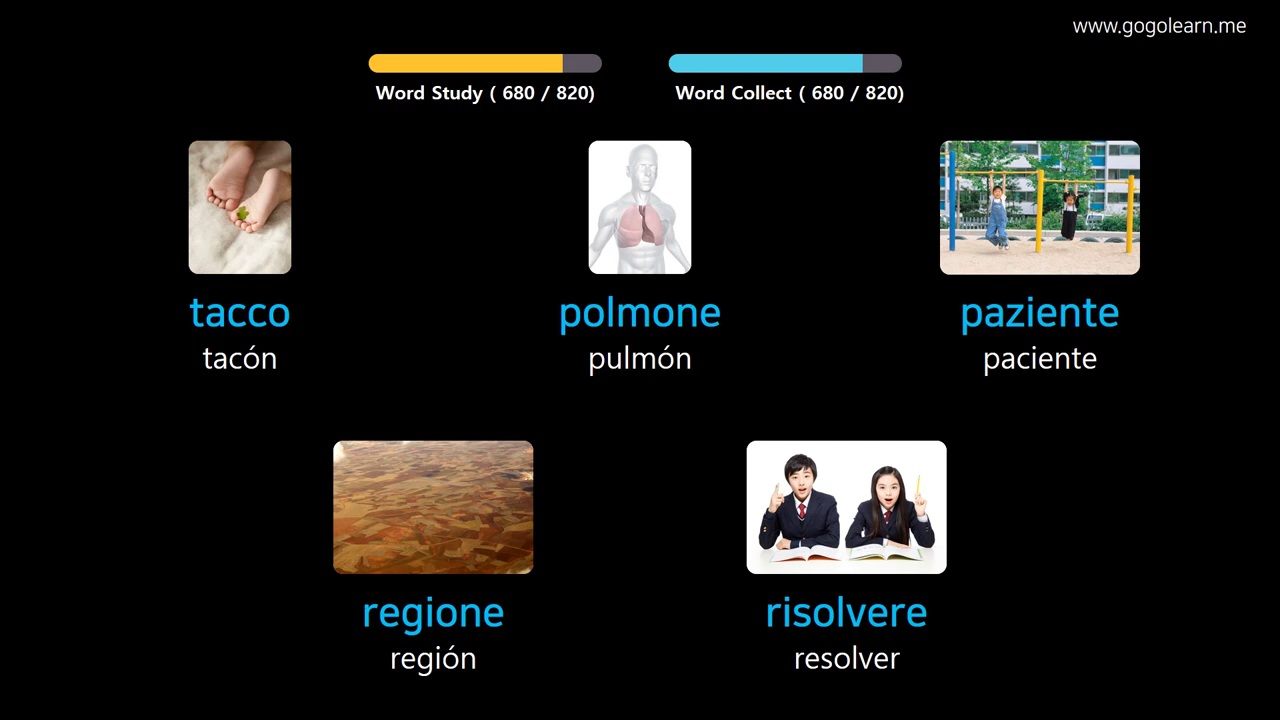 www.gogolearn.me
Word Study ( 680 / 820)
Word Collect ( 680 / 820)
tacco
tacón
polmone
pulmón
paziente
paciente
regione
región
risolvere
resolver